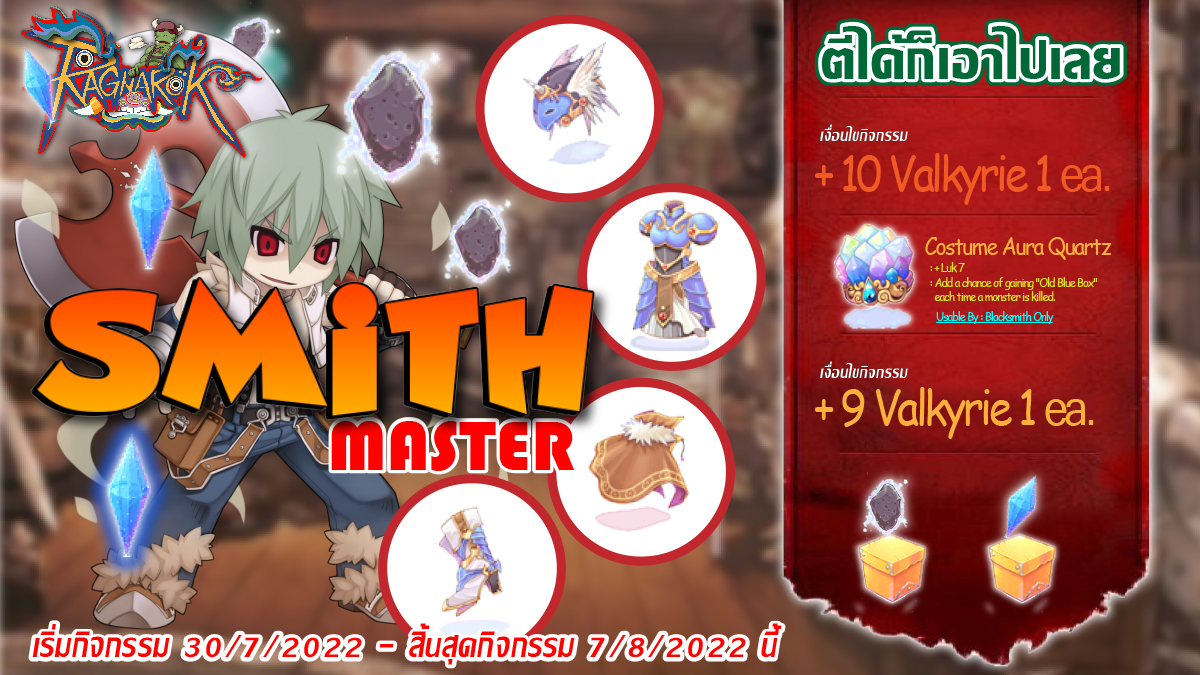 RAGNAROK
SMiTH
MASTER
เริ่มกิจกรรม 30/7/2022 - สิ้นสุดกิจกรรม 7/8/2022 นี้
ตีได้ก็เอาไปเลย
เงื่อนไขกิจกรรม
+ 10 Valkyrie 1 ea.
Costume Aura Quartz
: + Luk 7
: Add a chance of gaining "Old Blue Box"
each time a monster is killed.
Usable By : Blacksmith Only
เงื่อนไขกิจกรรม
+ 9 Valkyrie 1 ea.